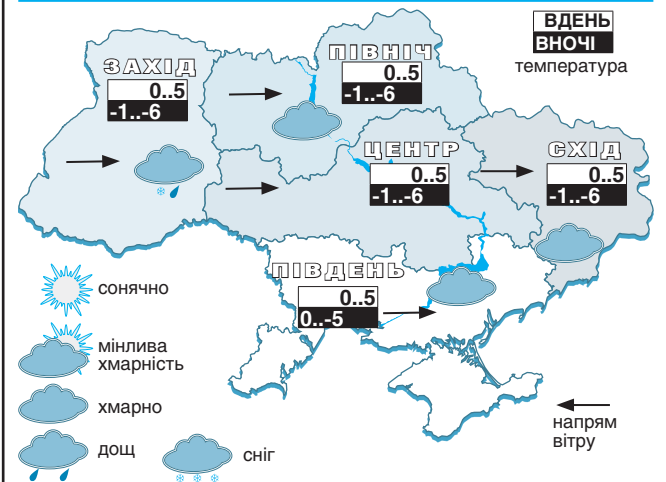 ВДЕНЬ
ВНОЧІ
температура
ЗАХІД
0..5
-1..-6
ПІВНІЧ
0..5
-1..-6
ЦЕНТР
0..5
-1..-6
СХІД
0..5
-1..-6
ПІВДЕНЬ
0..5
0..-5
сонячно
мінлива
хмарність
хмарно
дощ
сніг
напрям
вітру